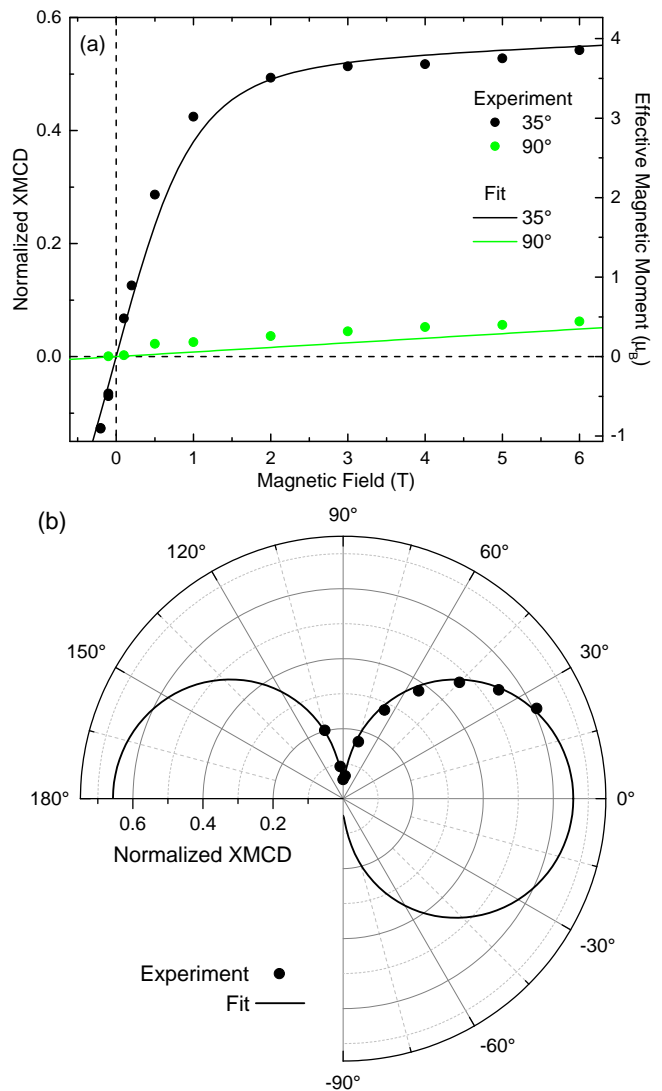 (a)
0.6
0.4
0.2
0.0
Normalized XMCD
4
3
2
1
0
-1
Effective Magnetic Moment (μB)
Experiment
35°
90°
Fit
35°
90°
0 1 2 3 4 5 6
Magnetic Field (T)
(b)
90°
120° 60°
150° 30°
180° 0°
0.6 0.4 0.2
Normalized XMCD
-30°
Experiment
Fit
-60°
-90°